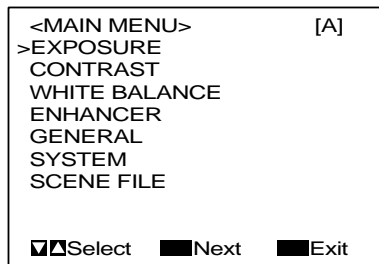 <MAIN MENU> [A]
>EXPOSURE
CONTRAST
WHITE BALANCE
ENHANCER
GENERAL
SYSTEM
SCENE FILE
▽△Select Next Exit